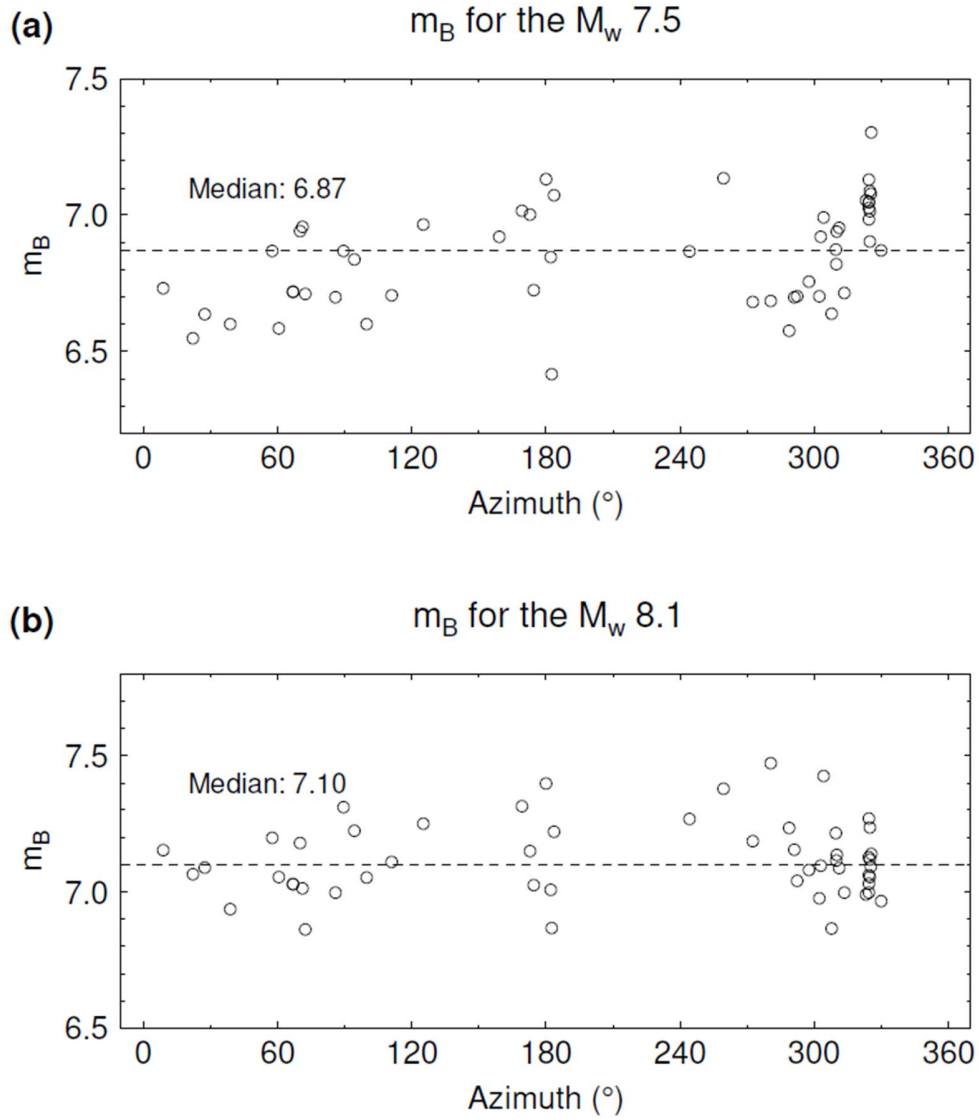 (a)
m_B for the M_w 7.5
7.5
7.0
6.5
m_B
Median: 6.87
0 60 120 180 240 300 360
Azimuth (°)
(b)
m_B for the M_w 8.1
7.5
7.0
6.5
m_B
Median: 7.10
0 60 120 180 240 300 360
Azimuth (°)